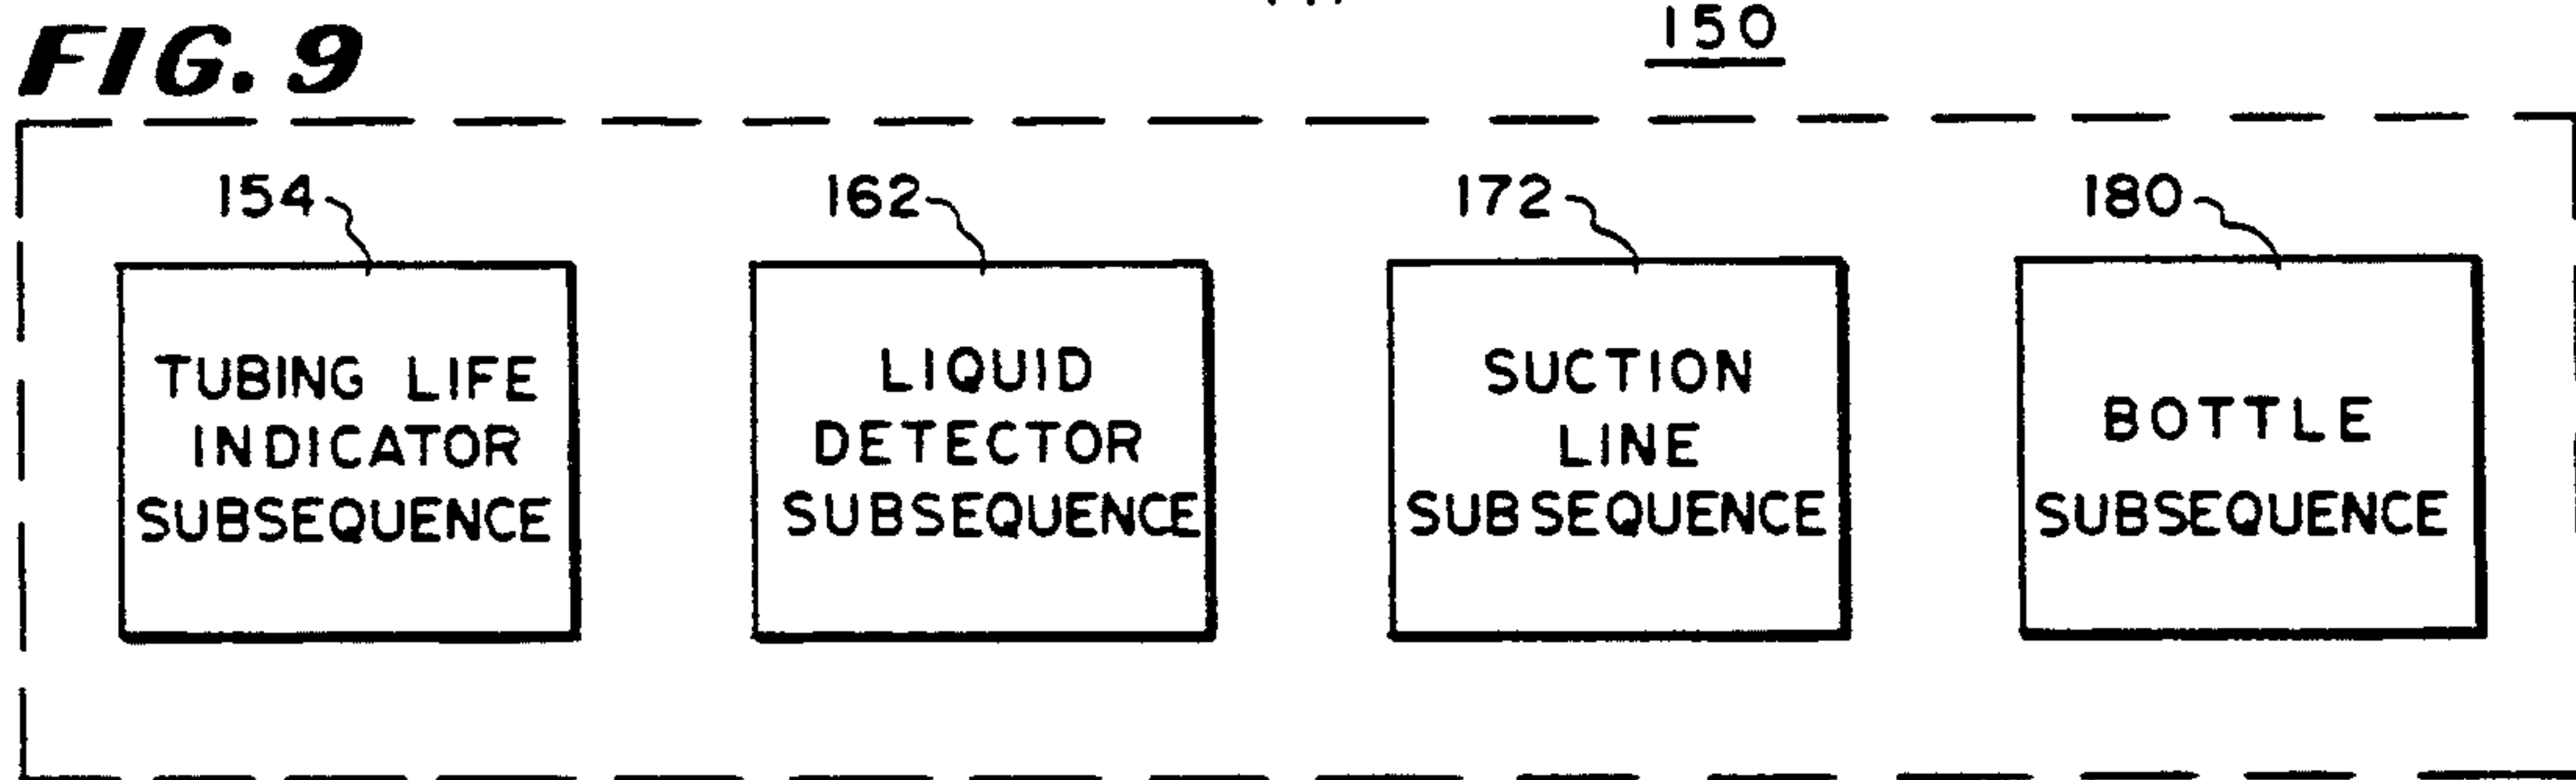 FIG. 9
150
154
162
172
180
TUBING LIFE
INDICATOR
SUBSEQUENCE
LIQUID
DETECTOR
SUBSEQUENCE
SUCTION
LINE
SUBSEQUENCE
BOTTLE
SUBSEQUENCE